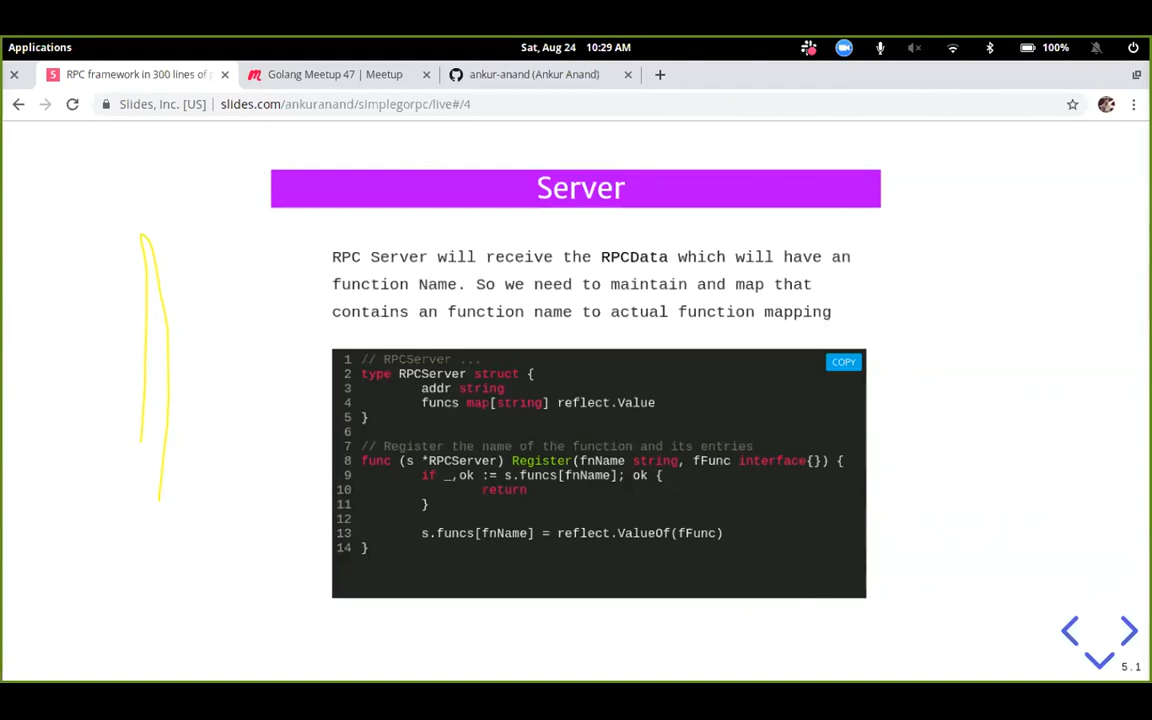 Applications
Sat, Aug 24 10:29 AM
100%
RPC framework in 300 lines of
Golang Meetup 47 | Meetup
ankur-anand (Ankur Anand)
Slides, Inc. [US] | slides.com/ankuranand/simplegorpc/live#/4
Server
RPC Server will receive the RPCData which will have an
function Name. So we need to maintain and map that
contains an function name to actual function mapping
COPY
1 // RPCServer ...
2 type RPCServer struct {
3 addr string
4 funcs map[string] reflect.Value
5 }
6
7 // Register the name of the function and its entries
8 func (s *RPCServer) Register(fnName string, fFunc interface{}) {
9 if _,ok := s.funcs[fnName]; ok {
10 return
11 }
12
13 s.funcs[fnName] = reflect.ValueOf(fFunc)
14 }
5.1